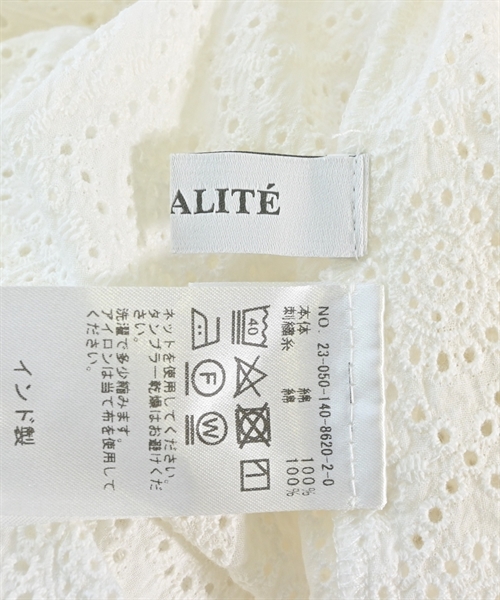 ALITÉ
NO. 23-050-140-8620-2-0
本体 綿 100%
刺繍糸 綿 100%
40
F
W
ネットを使用してください。
タンブラー乾燥はお避けくだ
さい。
洗濯で多少縮みます。
アイロンは当て布を使用して
ください。
インド製